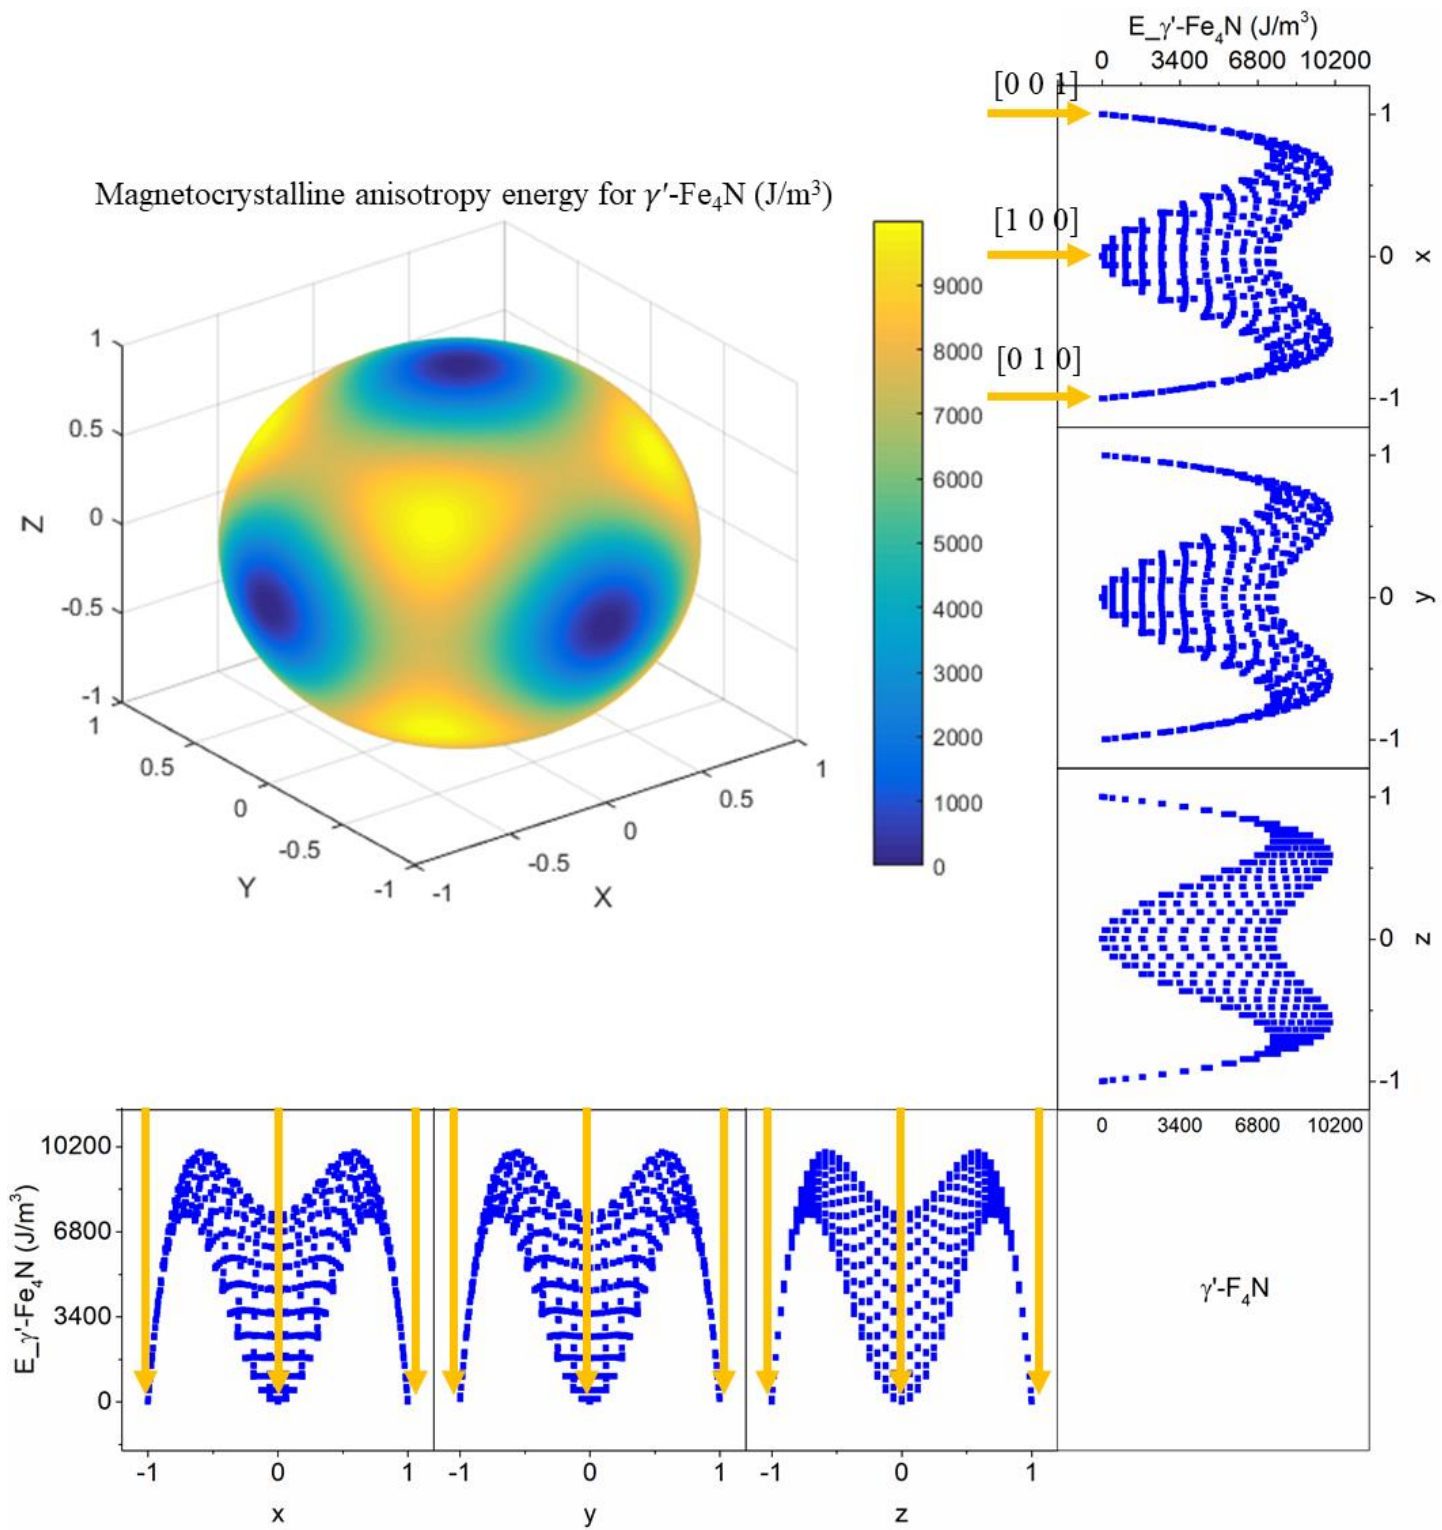 E_γ'-Fe₄N (J/m³)
0 3400 6800 10200
[0 0 1]
1
[1 0 0]
0
x
[0 1 0]
-1
Magnetocrystalline anisotropy energy for γ'-Fe₄N (J/m³)
1
0.5
0
-0.5
-1
Z
1
0.5
0
-0.5
-1
Y
-1
-0.5
0
0.5
1
X
9000
8000
7000
6000
5000
4000
3000
2000
1000
0
1
0
y
-1
1
0
z
-1
0 3400 6800 10200
E_γ'-Fe₄N (J/m³)
10200
6800
3400
0
γ'-F₄N
-1 0 1 -1 0 1 -1 0 1
x y z